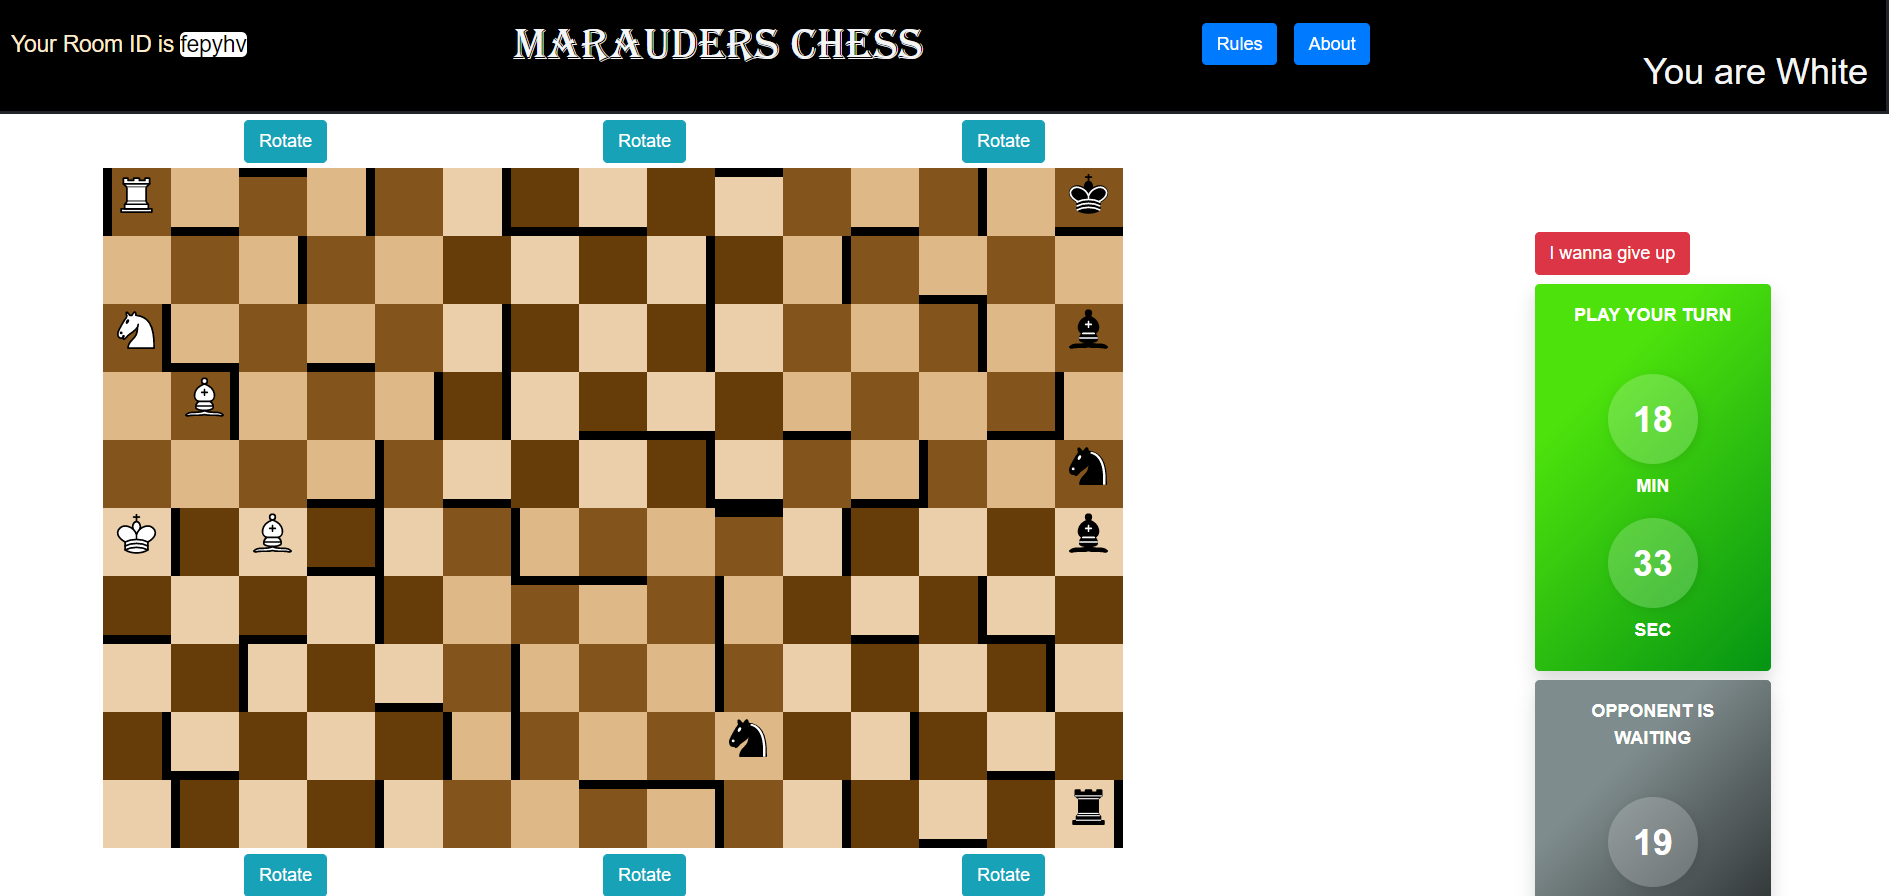 Your Room ID is fepyhv
MARAUDERS CHESS
Rules
About
You are White
Rotate
Rotate
Rotate
I wanna give up
PLAY YOUR TURN
18
MIN
33
SEC
OPPONENT IS
WAITING
19
Rotate
Rotate
Rotate